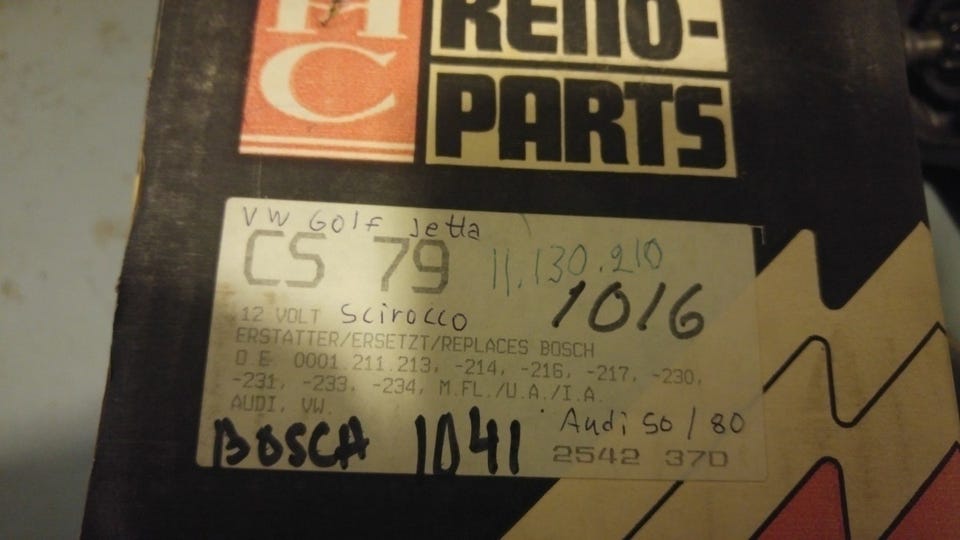 HC
RENO-
PARTS
VW Golf Jetta
CS 79 11.130.210
12 VOLT Scirocco 1016
ERSTATTER/ERSETZT/REPLACES BOSCH
D E 0001 211.213, -214, -216, -217, -230,
-231, -233, -234, M.FL./U.A./I.A.
AUDI, VW.
Audi 50/80
BOSCH 1041
2542 37D